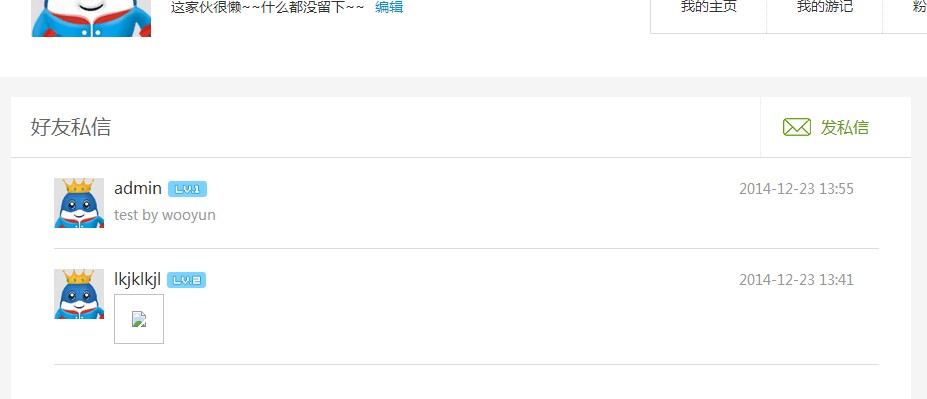 这家伙很懒~~什么都没留下~~ 编辑
我的主页 我的游记 粉
好友私信 发私信
admin LV.1 2014-12-23 13:55
test by wooyun
lkjklkjl LV.2 2014-12-23 13:41